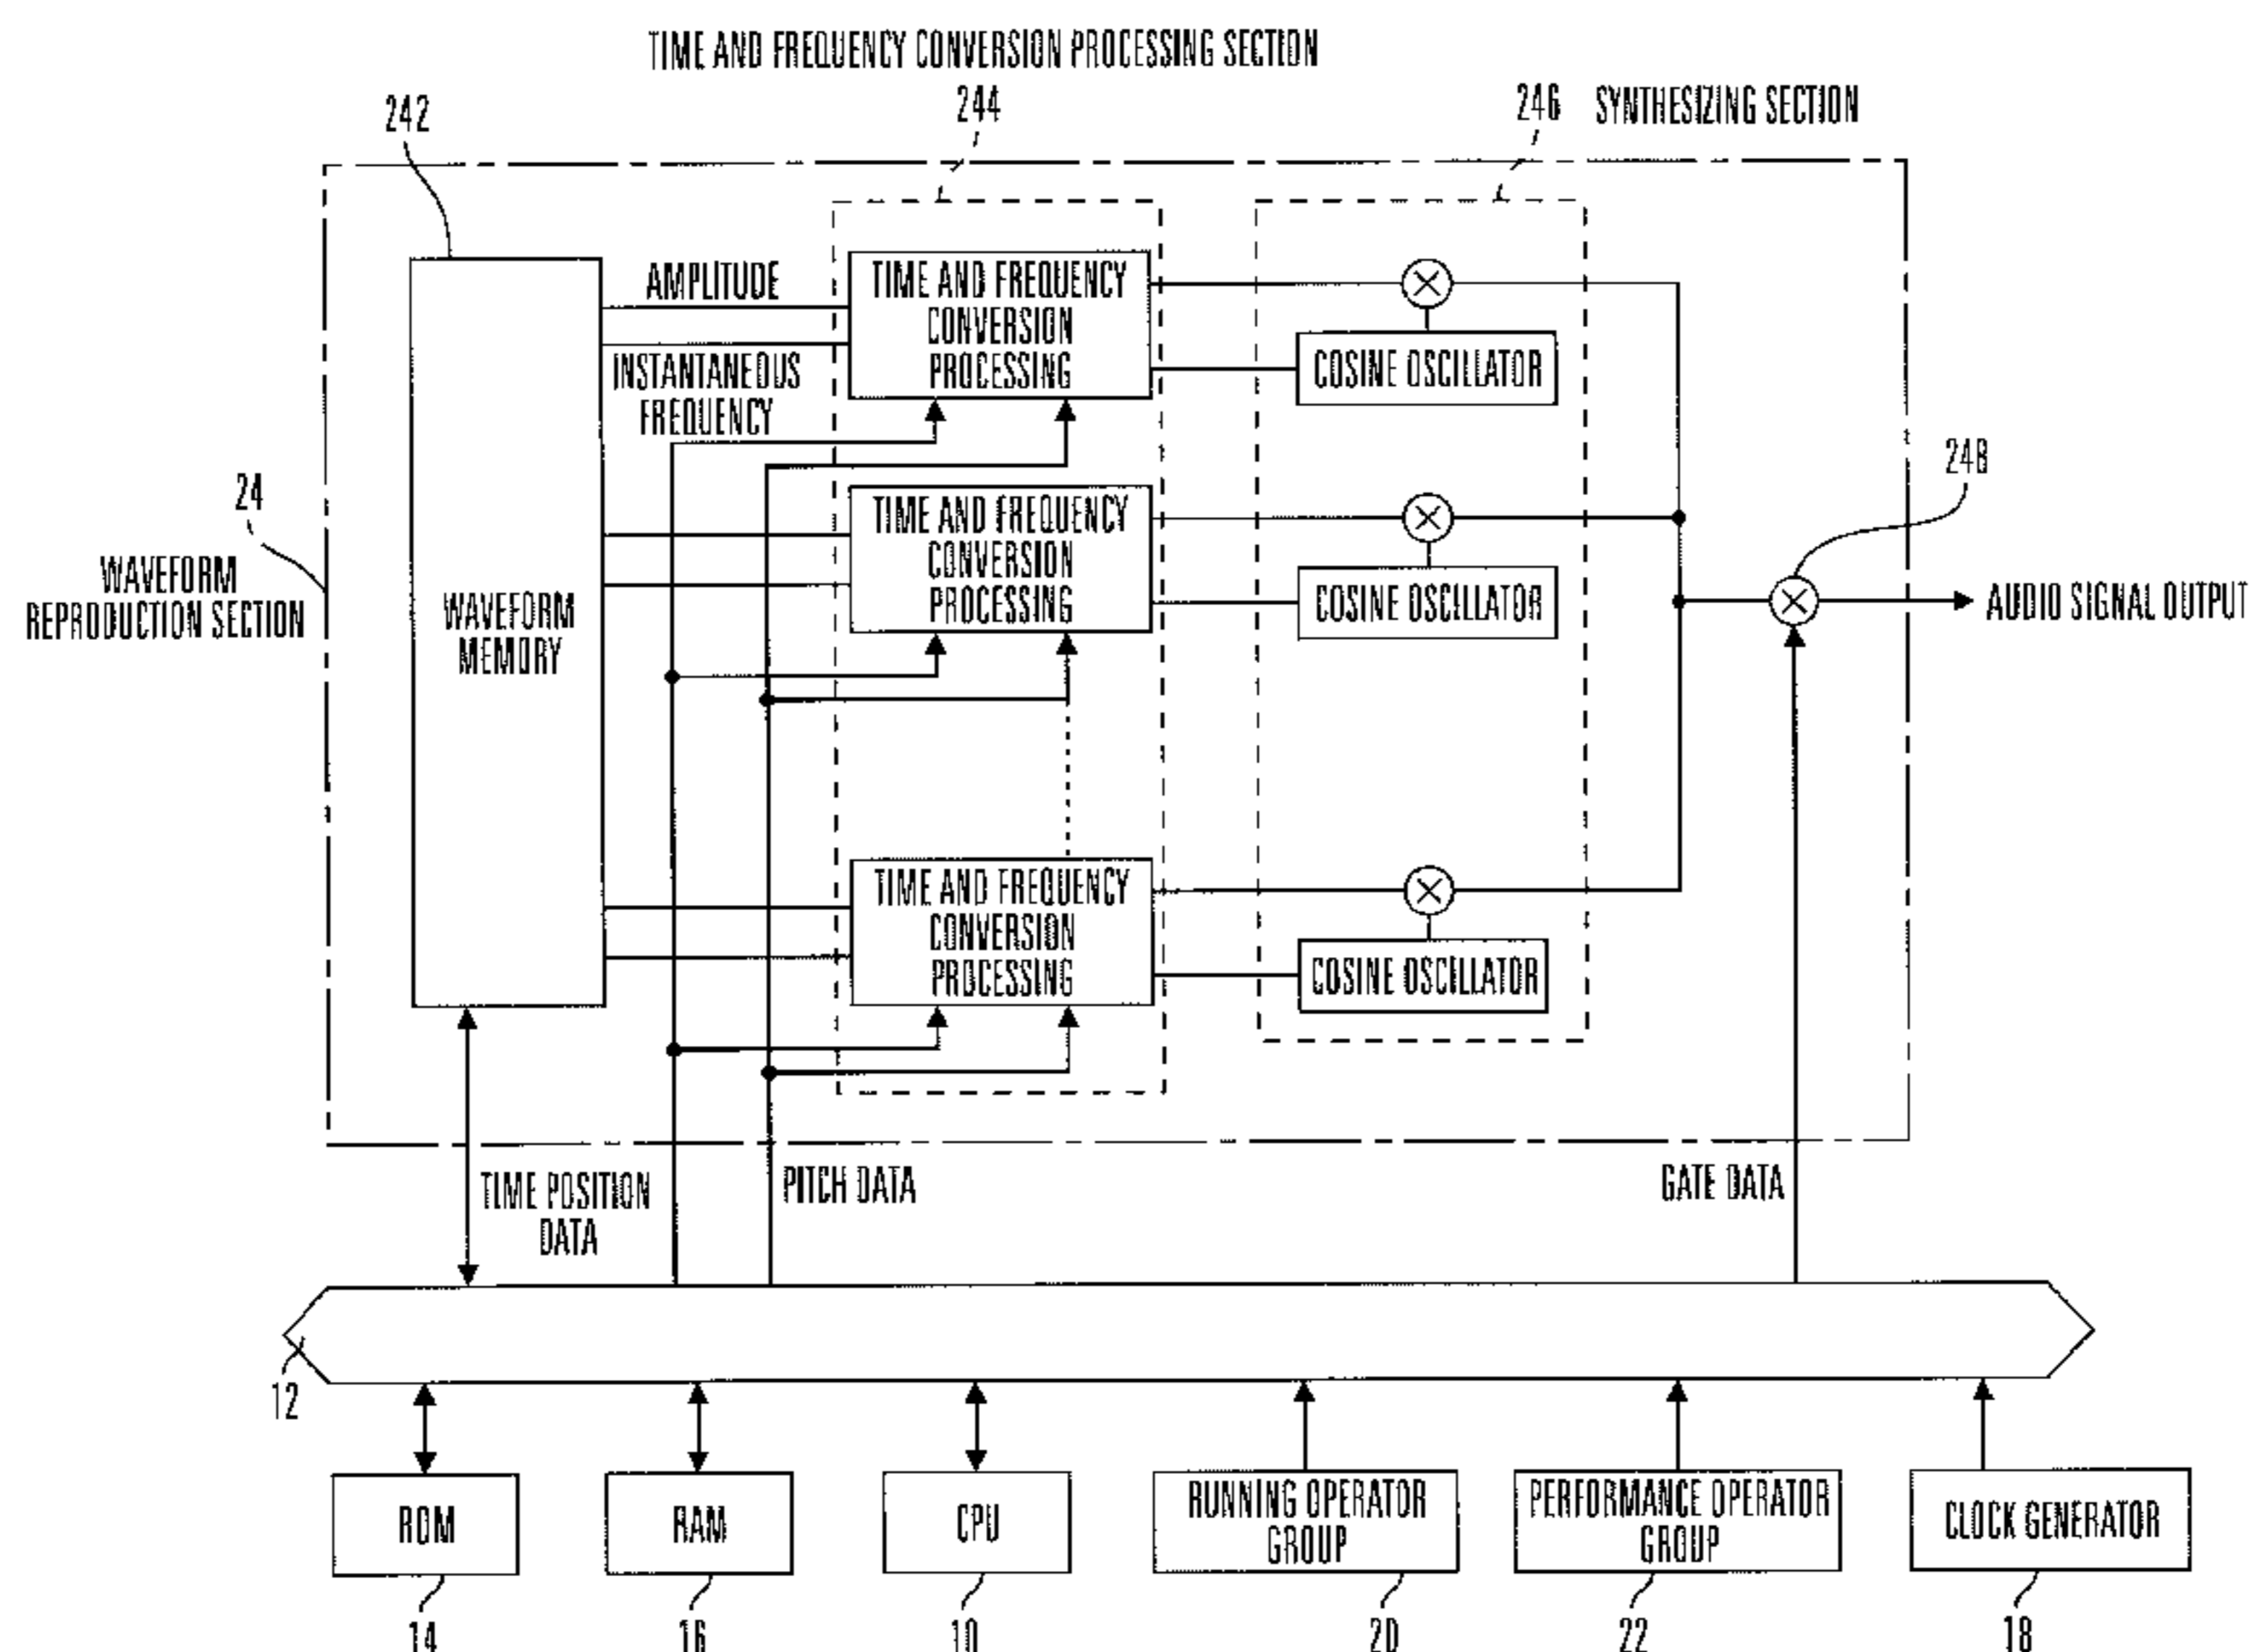 TIME AND FREQUENCY CONVERSION PROCESSING SECTION
242
244
246 SYNTHESIZING SECTION
AMPLITUDE
INSTANTANEOUS
FREQUENCY
TIME AND FREQUENCY
CONVERSION
PROCESSING
COSINE OSCILLATOR
24
WAVEFORM
REPRODUCTION SECTION
WAVEFORM
MEMORY
TIME AND FREQUENCY
CONVERSION
PROCESSING
COSINE OSCILLATOR
248
AUDIO SIGNAL OUTPUT
TIME AND FREQUENCY
CONVERSION
PROCESSING
COSINE OSCILLATOR
TIME POSITION
DATA
PITCH DATA
GATE DATA
12
ROM
RAM
CPU
RUNNING OPERATOR
GROUP
PERFORMANCE OPERATOR
GROUP
CLOCK GENERATOR
14
16
10
20
22
18